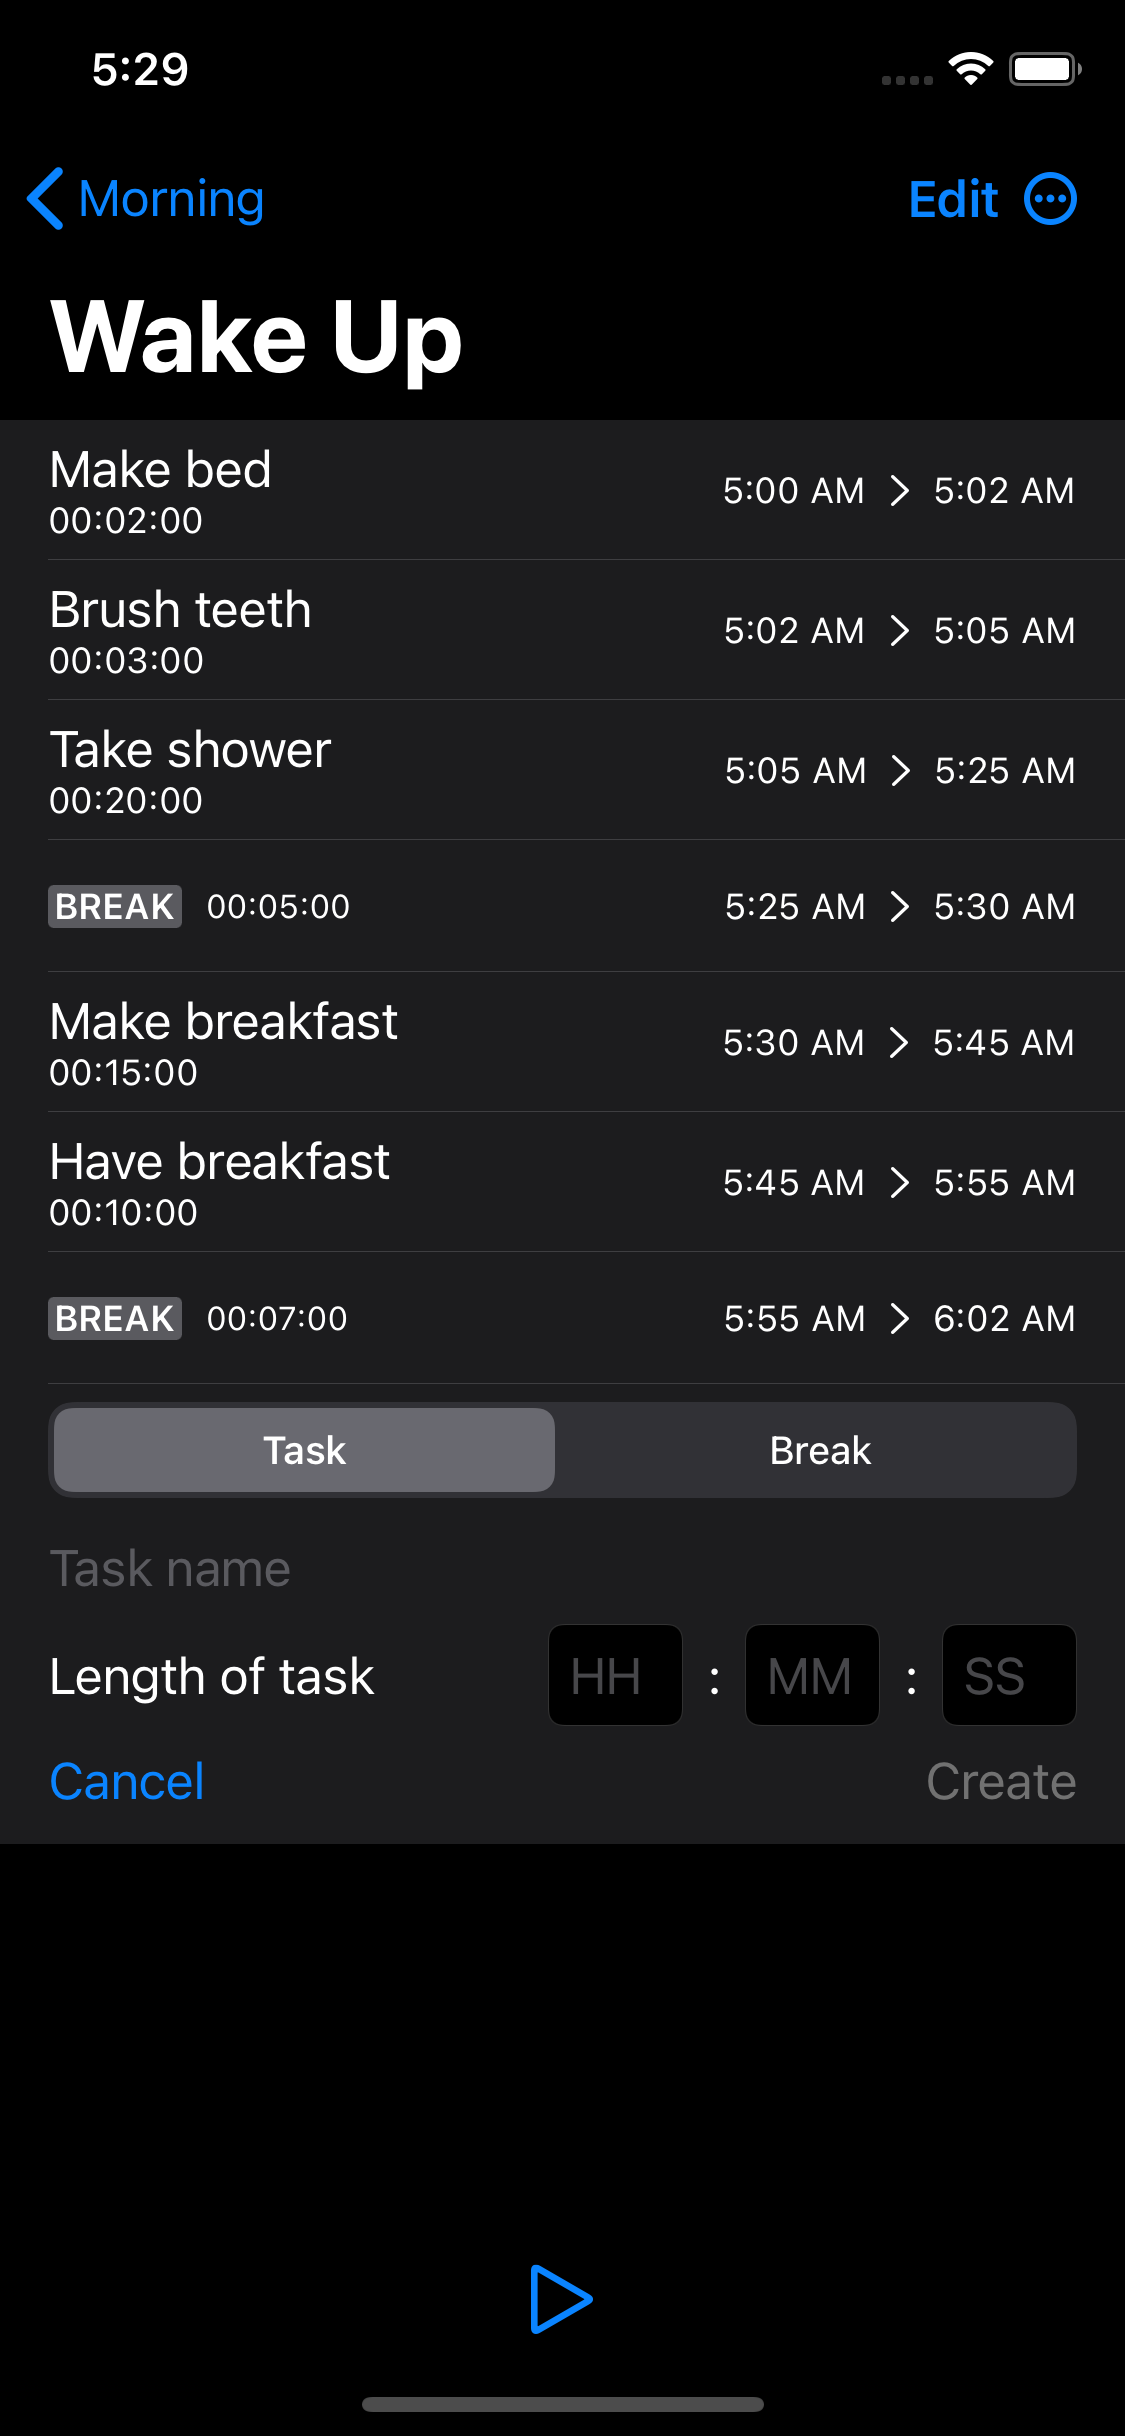 5:29
Morning
Edit
Wake Up
Make bed
00:02:00
5:00 AM > 5:02 AM
Brush teeth
00:03:00
5:02 AM > 5:05 AM
Take shower
00:20:00
5:05 AM > 5:25 AM
BREAK 00:05:00 5:25 AM > 5:30 AM
Make breakfast
00:15:00
5:30 AM > 5:45 AM
Have breakfast
00:10:00
5:45 AM > 5:55 AM
BREAK 00:07:00 5:55 AM > 6:02 AM
Task Break
Task name
Length of task HH : MM : SS
Cancel Create